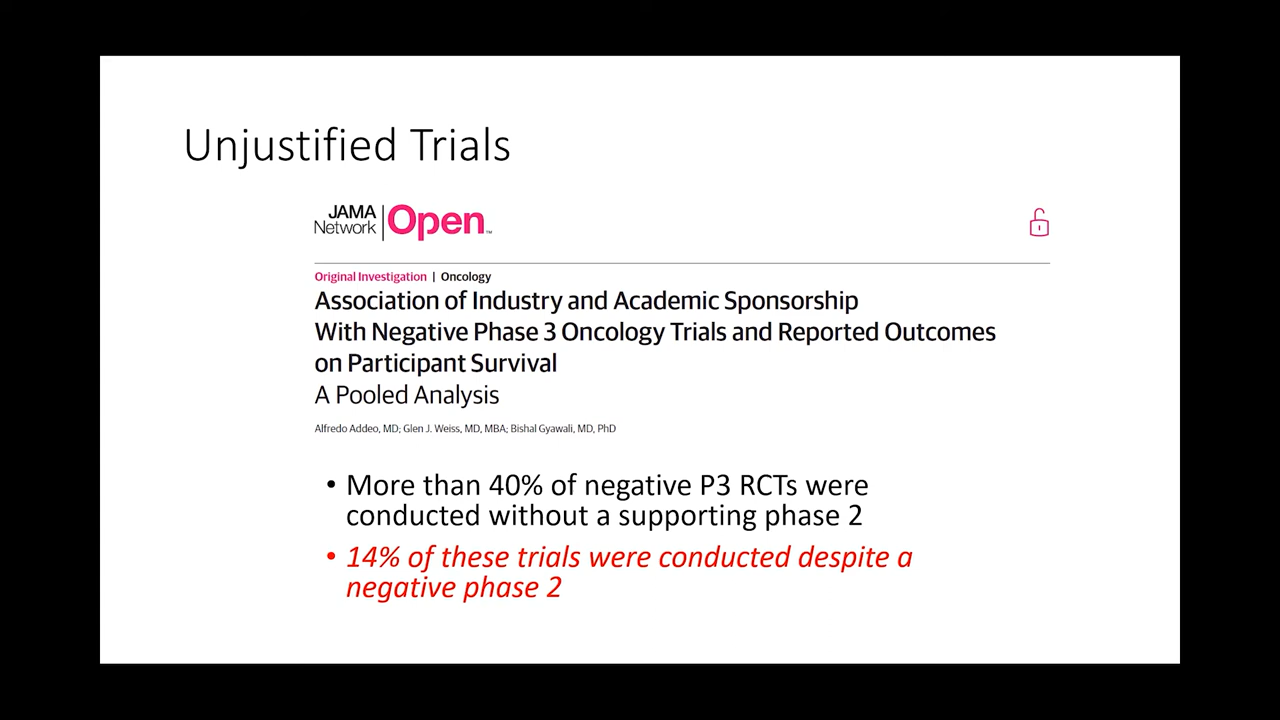 Unjustified Trials
JAMA
Network Open™
Original Investigation | Oncology
Association of Industry and Academic Sponsorship
With Negative Phase 3 Oncology Trials and Reported Outcomes
on Participant Survival
A Pooled Analysis
Alfredo Addeo, MD; Glen J. Weiss, MD, MBA; Bishal Gyawali, MD, PhD
• More than 40% of negative P3 RCTs were
conducted without a supporting phase 2
• 14% of these trials were conducted despite a
negative phase 2